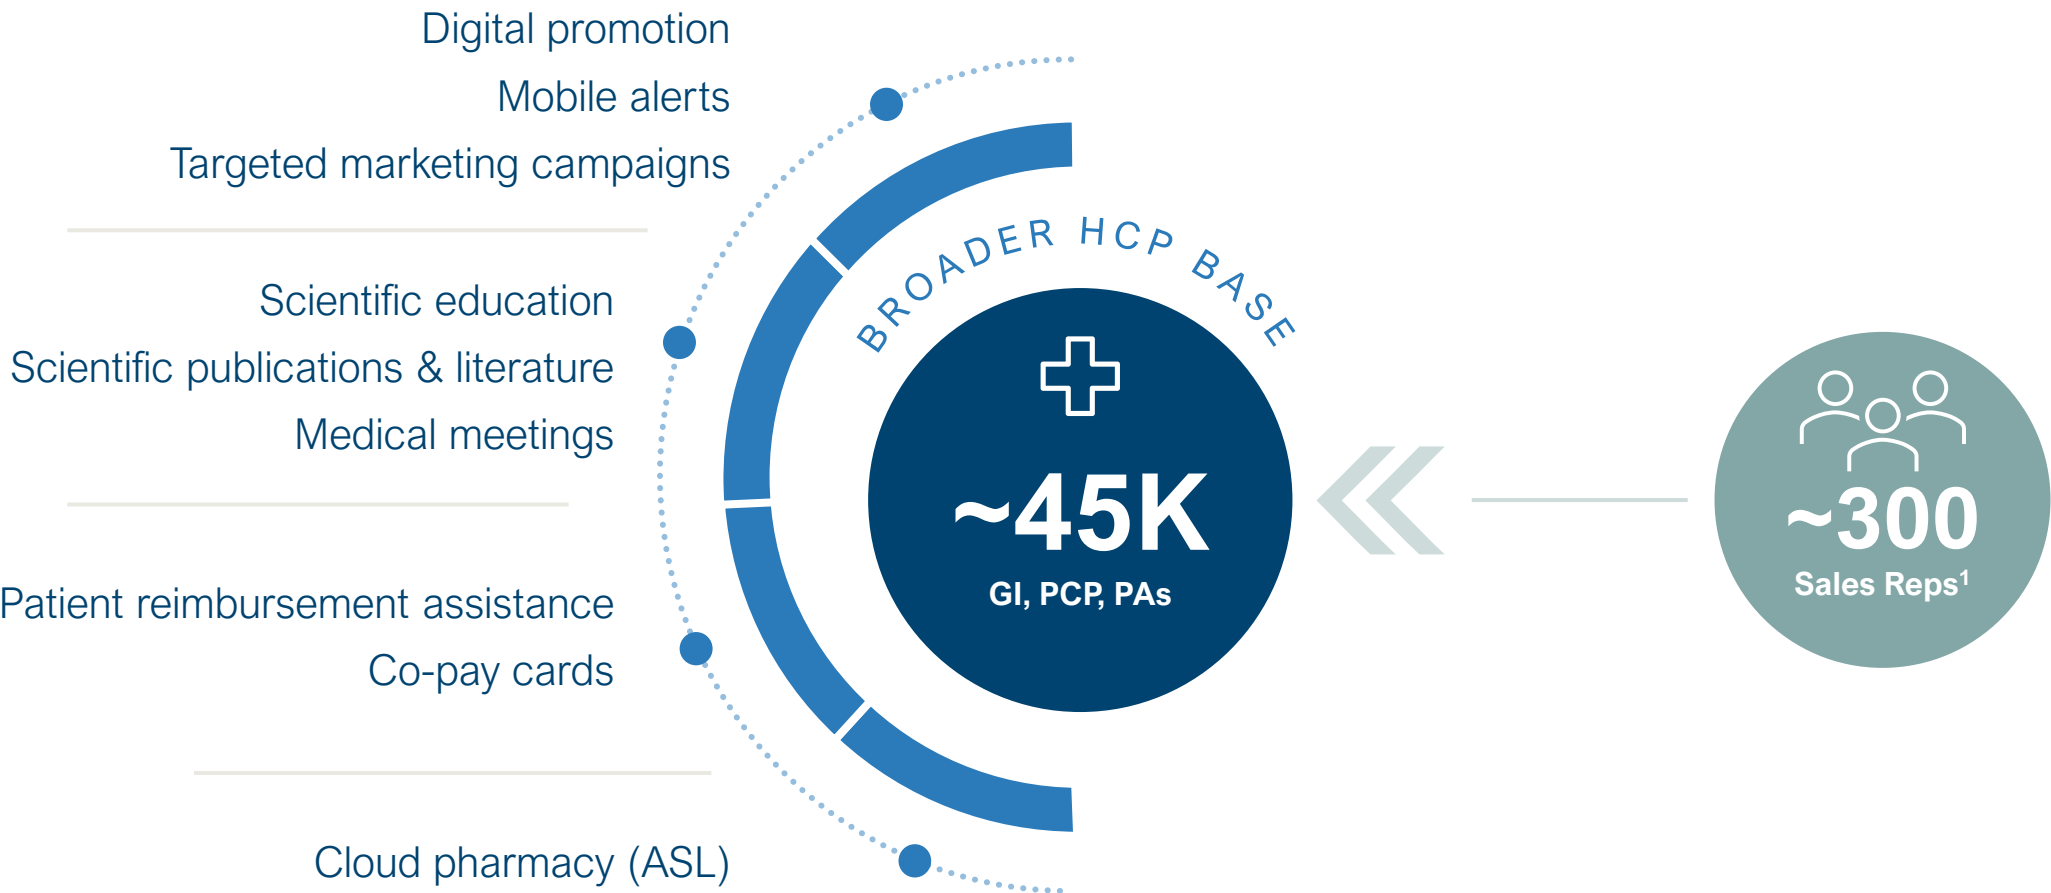 Digital promotion
Mobile alerts
Targeted marketing campaigns
Scientific education
Scientific publications & literature
Medical meetings
Patient reimbursement assistance
Co-pay cards
Cloud pharmacy (ASL)
BROADER HCP BASE
~45K
GI, PCP, PAs
~300
Sales Reps¹